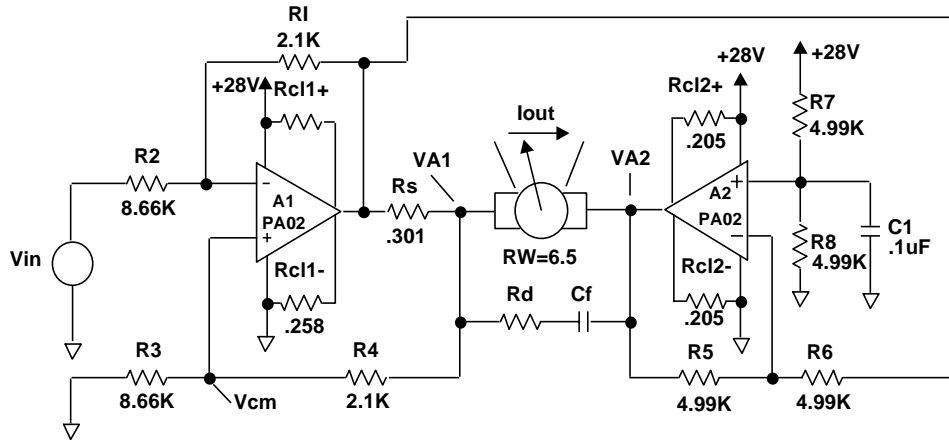 RI
2.1K
+28V
Rcl1+
R2
8.66K
–
A1
PA02
+
Rcl1-
.258
Vin
R3
8.66K
Vcm
R4
2.1K
Rs
.301
VA1
Iout
RW=6.5
Rd
Cf
VA2
Rcl2+
.205
+28V
+
A2
PA02
–
Rcl2-
.205
+28V
R7
4.99K
R8
4.99K
C1
.1uF
R5
4.99K
R6
4.99K